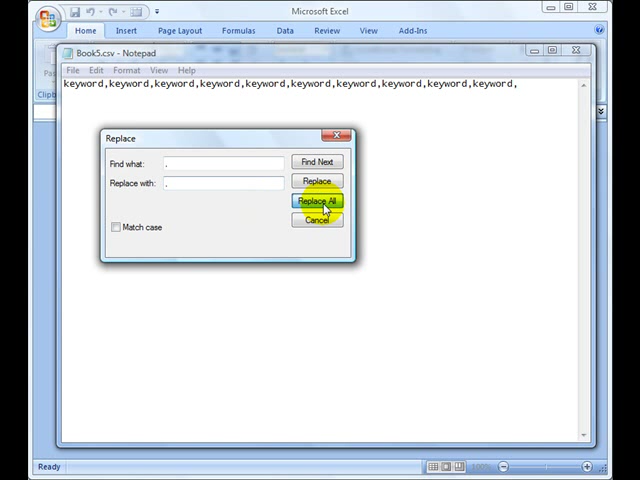 Microsoft Excel
Home Insert Page Layout Formulas Data Review View Add-Ins
Book5.csv - Notepad
File Edit Format View Help
keyword,keyword,keyword,keyword,keyword,keyword,keyword,keyword,keyword,keyword,
Replace
Find what: , Find Next
Replace with: , Replace
Replace All
Cancel
Match case
Ready 100%